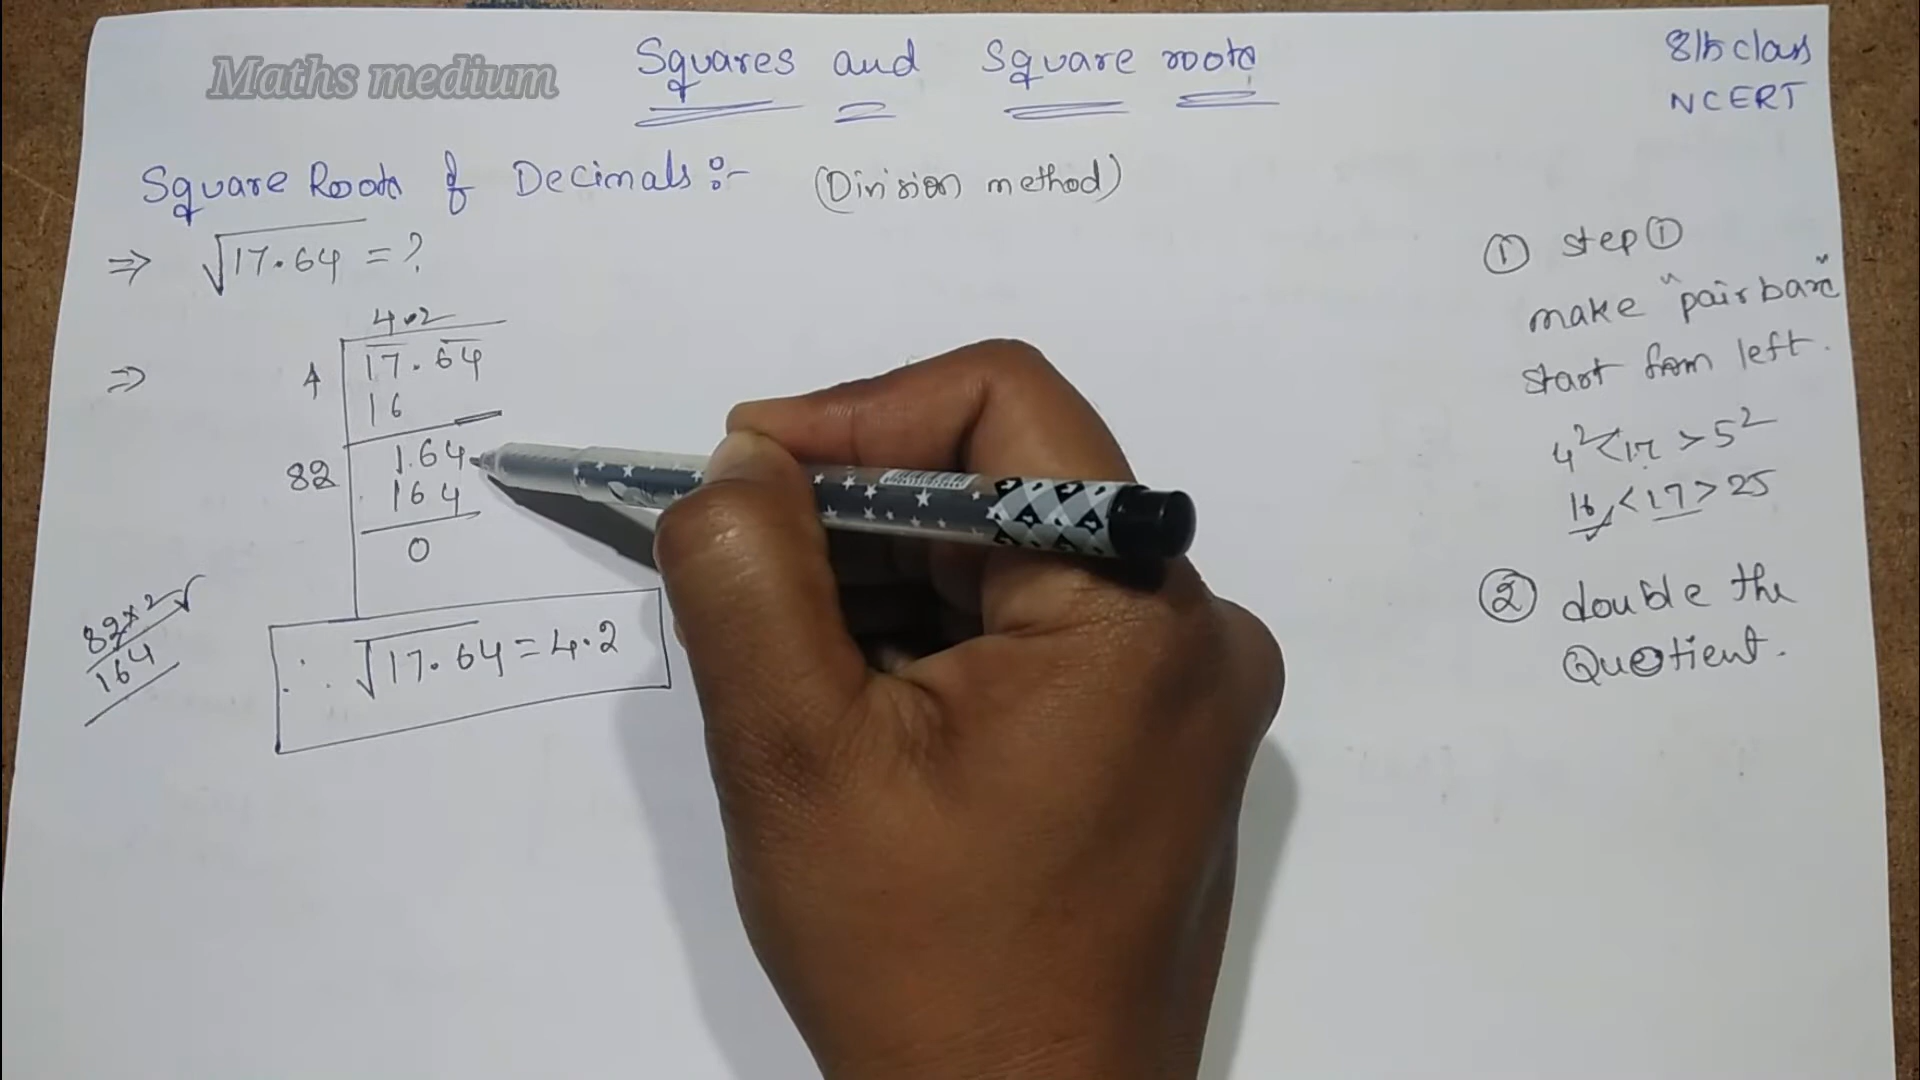 Maths medium
Squares and Square roots
8th class
NCERT
Square Roots of Decimals :- (Division method)
⇒ √17.64 = ?
4.2
⇒ 4 17.64
16
82 1.64
164
0
82×2
164
∴ √17.64 = 4.2
① step ①
make "pair bars"
start from left.
4² < 17 > 5²
16 < 17 > 25
② double the
Quotient.